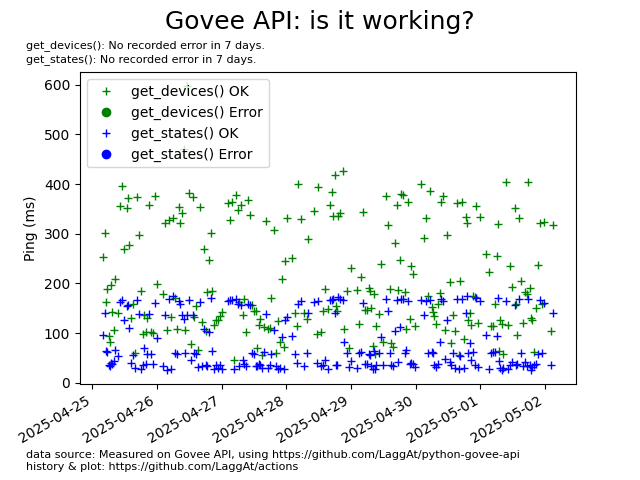 Govee API: is it working?
get_devices(): No recorded error in 7 days.
get_states(): No recorded error in 7 days.
600
500
400
300
200
100
0
Ping (ms)
get_devices() OK
get_devices() Error
get_states() OK
get_states() Error
2025-04-25
2025-04-26
2025-04-27
2025-04-28
2025-04-29
2025-04-30
2025-05-01
2025-05-02
data source: Measured on Govee API, using https://github.com/LaggAt/python-govee-api
history & plot: https://github.com/LaggAt/actions